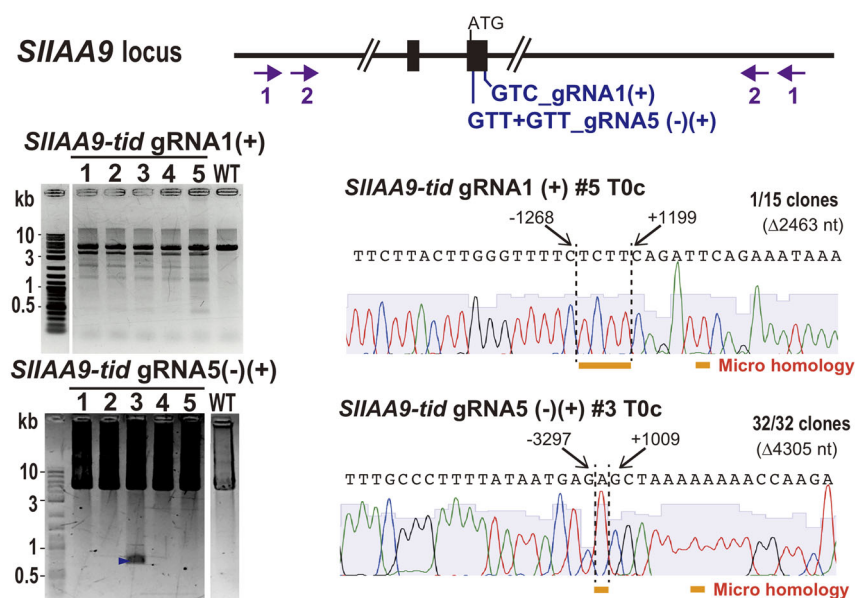 SlIAA9 locus
ATG
1 2 2 1
GTC_gRNA1(+)
GTT+GTT_gRNA5 (-)(+)
SlIAA9-tid gRNA1(+)
1 2 3 4 5 WT
kb
10
3
1
0.5
SlIAA9-tid gRNA5(-)(+)
1 2 3 4 5 WT
kb
10
3
1
0.5
SlIAA9-tid gRNA1 (+) #5 T0c
1/15 clones
(Δ2463 nt)
-1268 +1199
TTCTTACTTGGGTTTTCTCTTCAGATTCAGAAATAAA
Micro homology
SlIAA9-tid gRNA5 (-)(+) #3 T0c
32/32 clones
(Δ4305 nt)
-3297 +1009
TTTGCCCTTTTATAATGAGAGCTAAAAAAAAACCAAGA
Micro homology